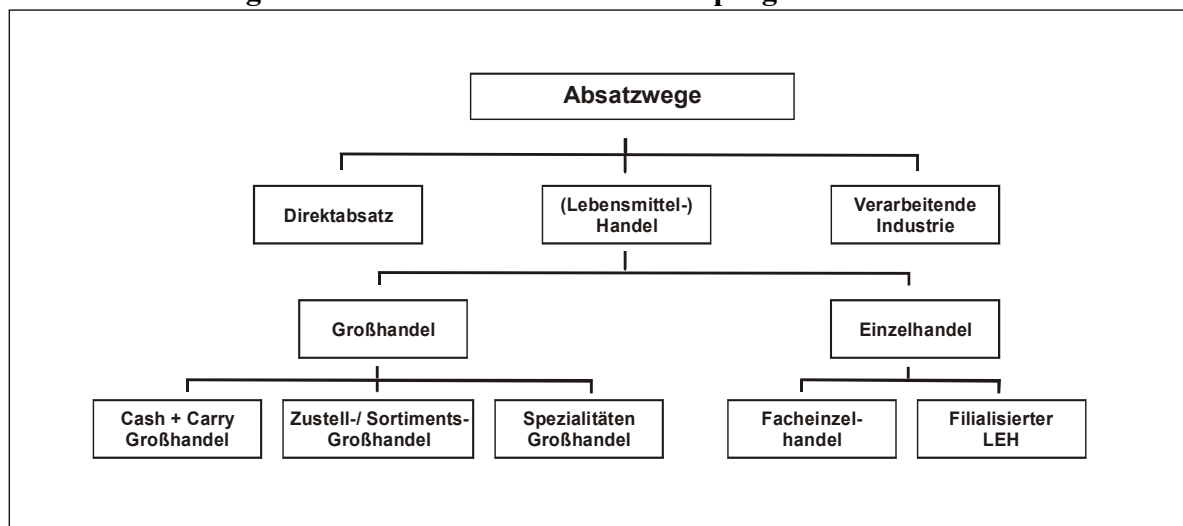 Absatzwege
Direktabsatz
(Lebensmittel-)
Handel
Verarbeitende
Industrie
Großhandel
Einzelhandel
Cash + Carry
Großhandel
Zustell-/ Sortiments-
Großhandel
Spezialitäten
Großhandel
Facheinzel-
handel
Filialisierter
LEH